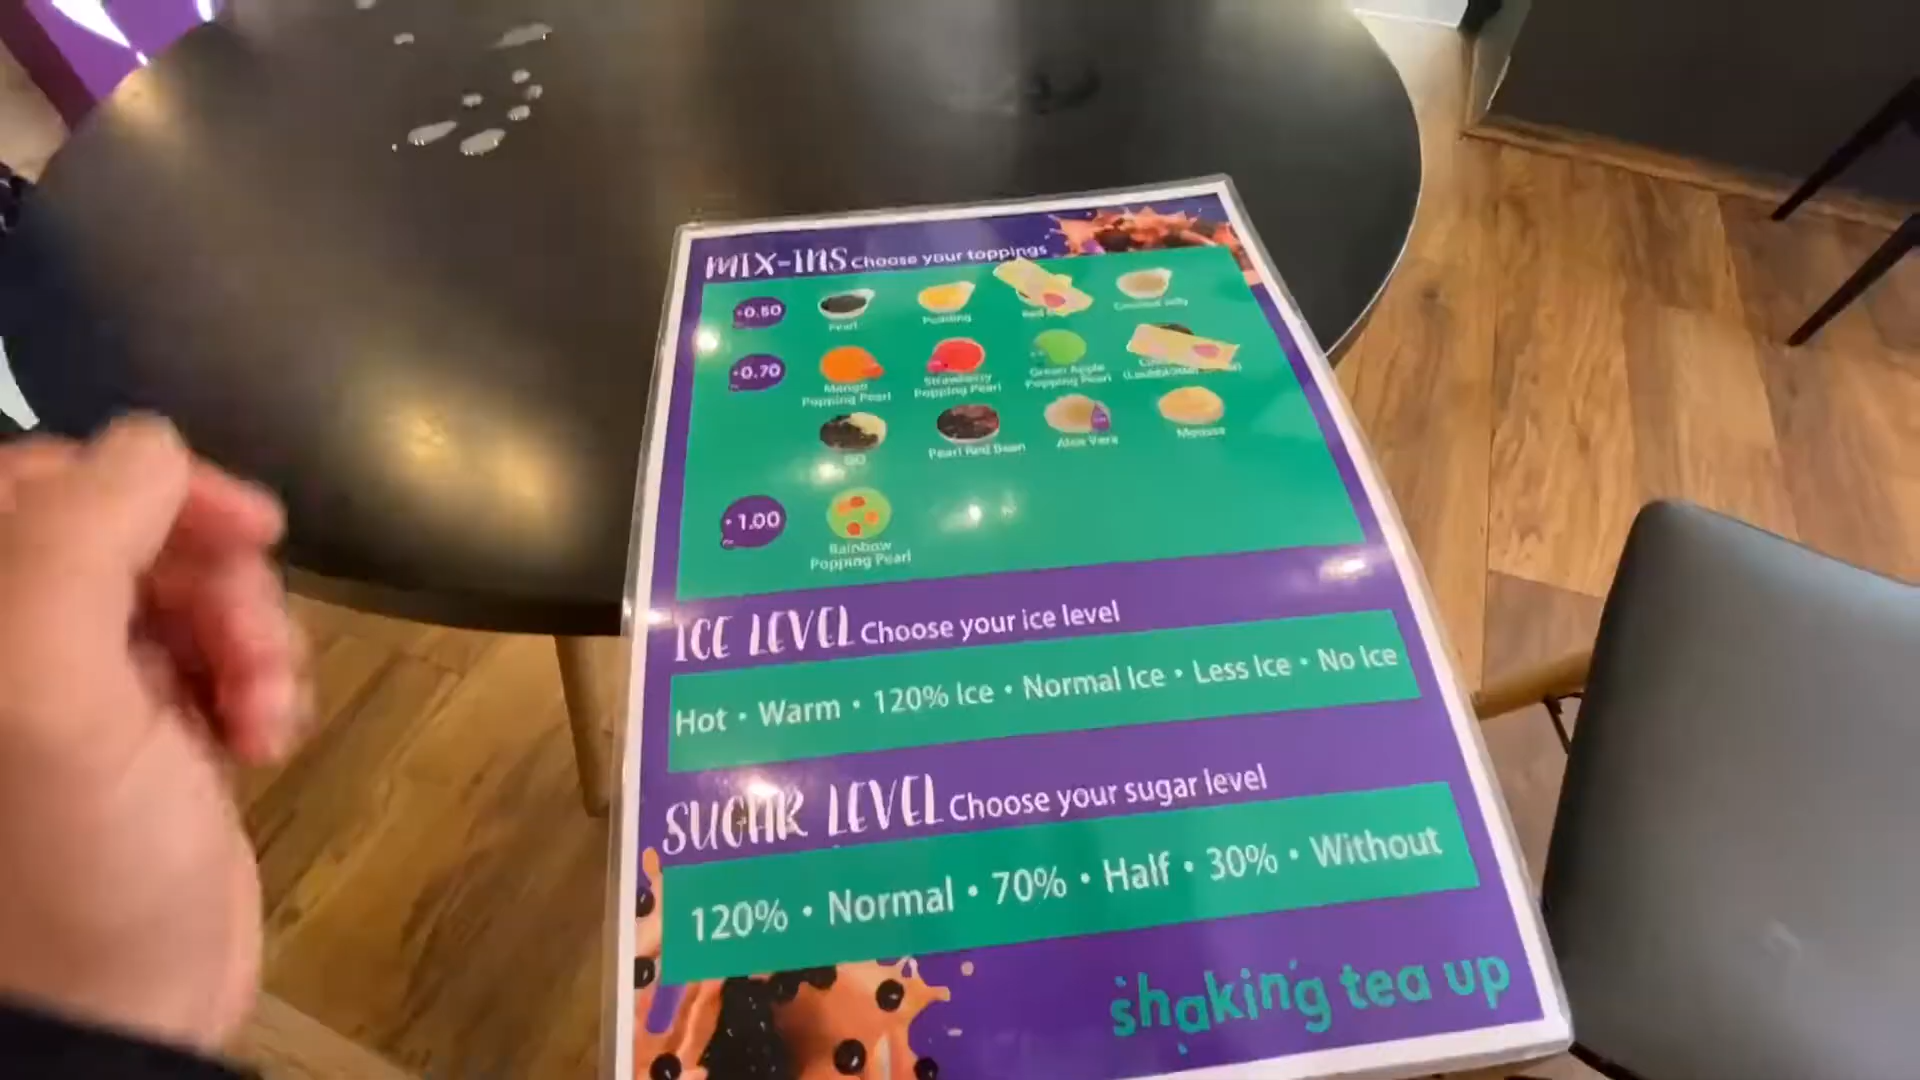 MIX-INS Choose your toppings
+0.50
Pearl
Pudding
Red
Coconut Jelly
+0.70
Mango Popping Pearl
Strawberry Popping Pearl
Green Apple Popping Pearl
QQ
Pearl Red Bean
Aloe Vera
Mousse
+1.00
Rainbow
Popping Pearl
ICE LEVEL Choose your ice level
Hot • Warm • 120% Ice • Normal Ice • Less Ice • No Ice
SUGAR LEVEL Choose your sugar level
120% • Normal • 70% • Half • 30% • Without
shaking tea up